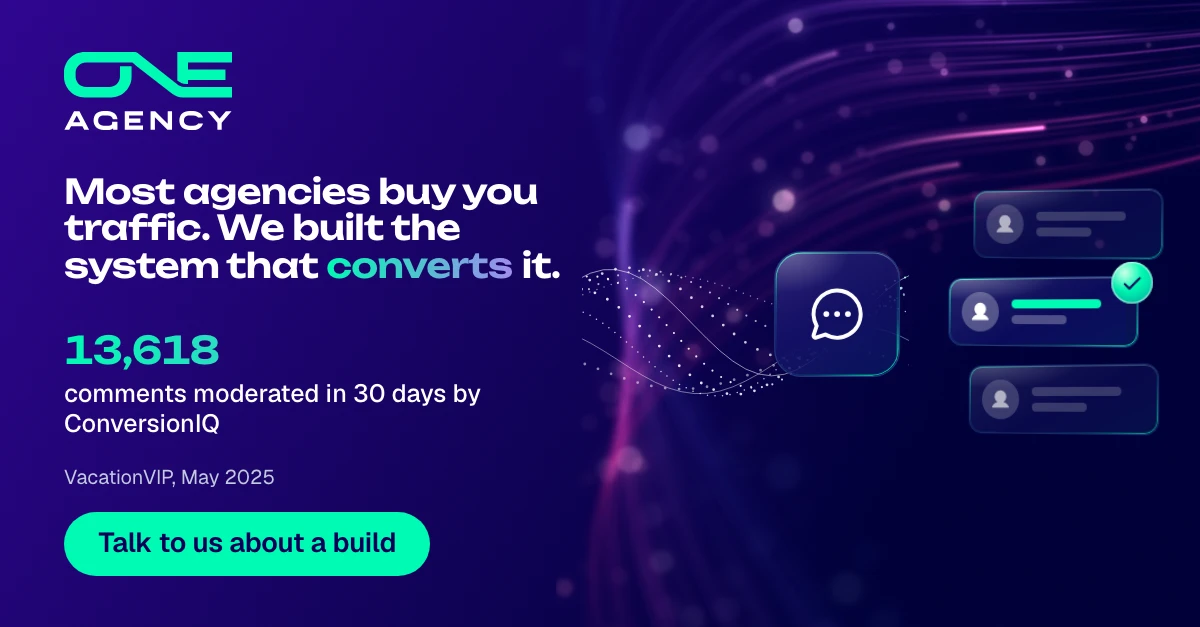 ONE
AGENCY
Most agencies buy you
traffic. We built the
system that converts it.
13,618
comments moderated in 30 days by
ConversionIQ
VacationVIP, May 2025
Talk to us about a build